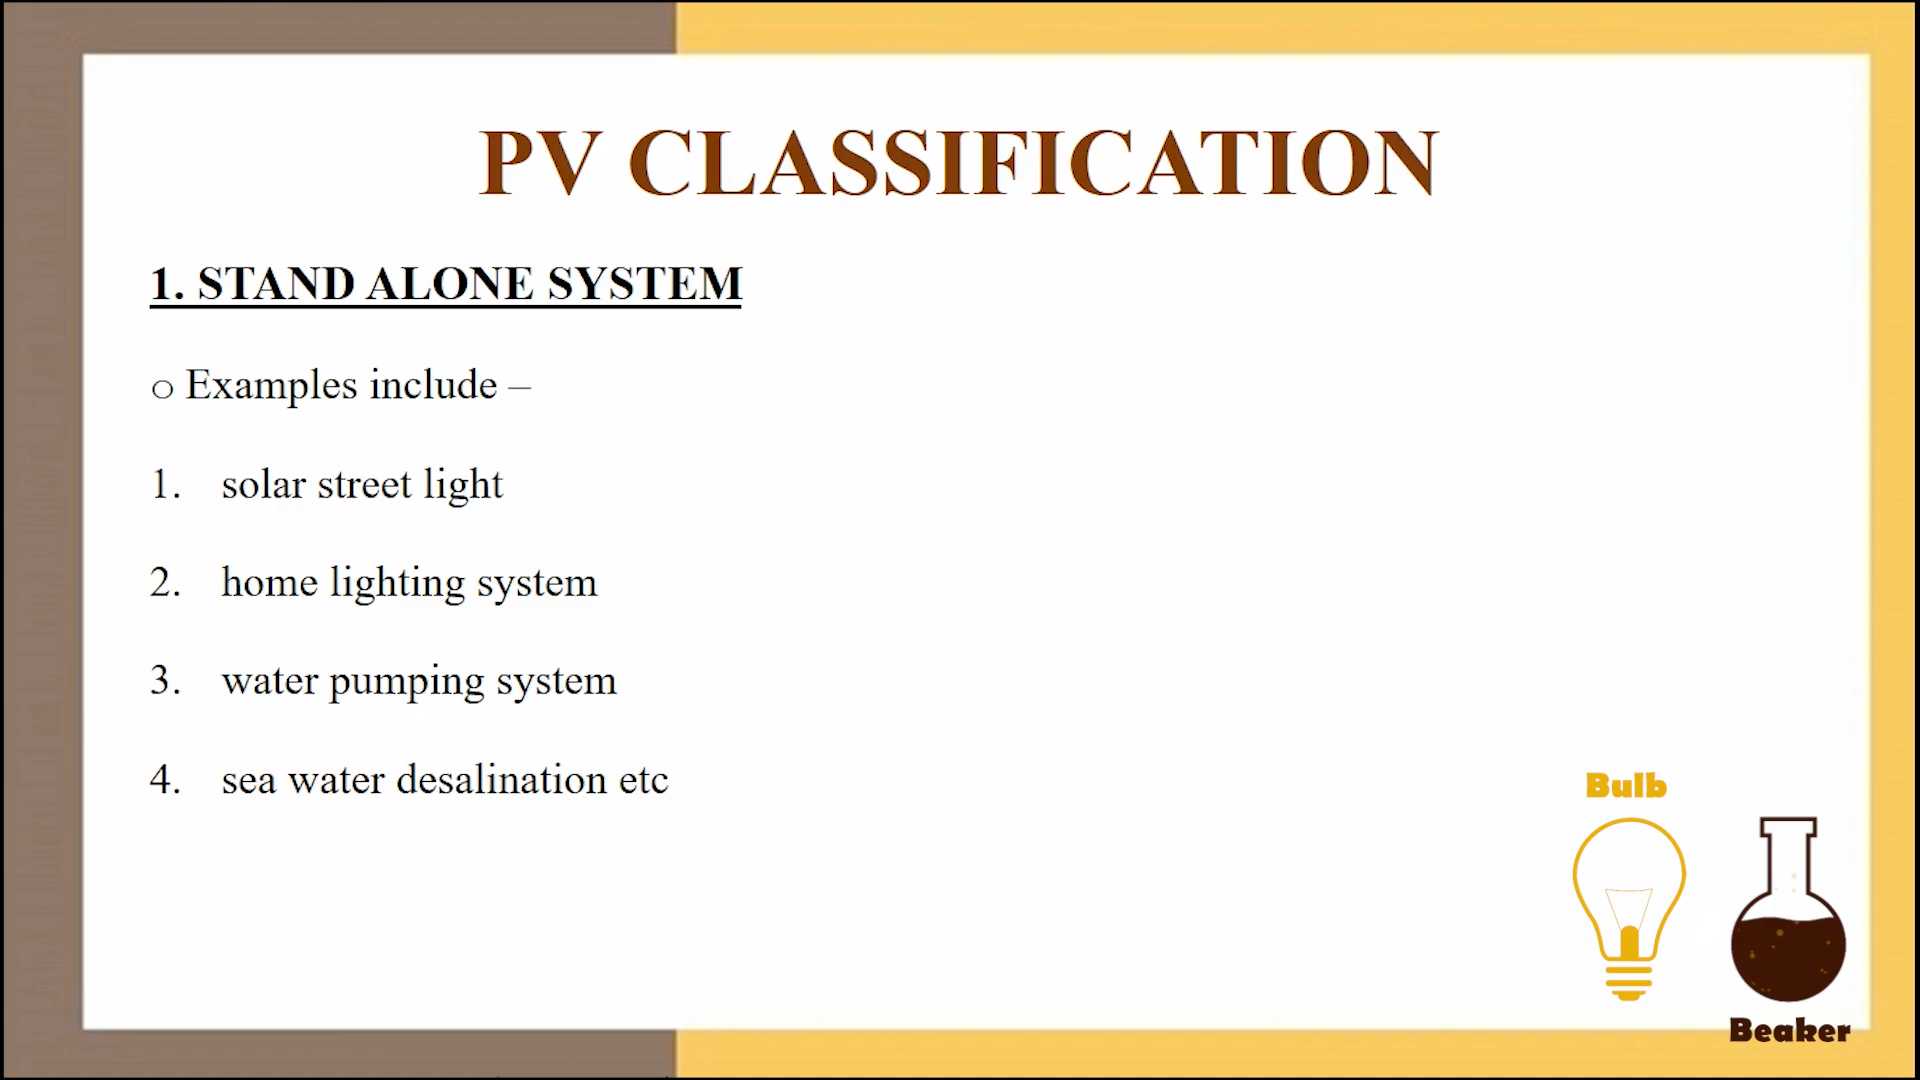 PV CLASSIFICATION
1. STAND ALONE SYSTEM
o Examples include –
1. solar street light
2. home lighting system
3. water pumping system
4. sea water desalination etc
Bulb
Beaker